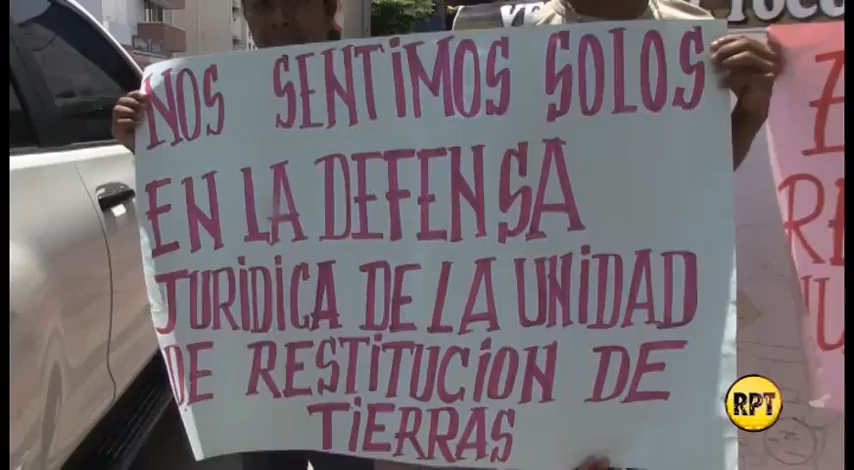 NOS SENTIMOS SOLOS
EN LA DEFENSA
JURIDICA DE LA UNIDAD
DE RESTITUCION DE
TIERRAS
RPT